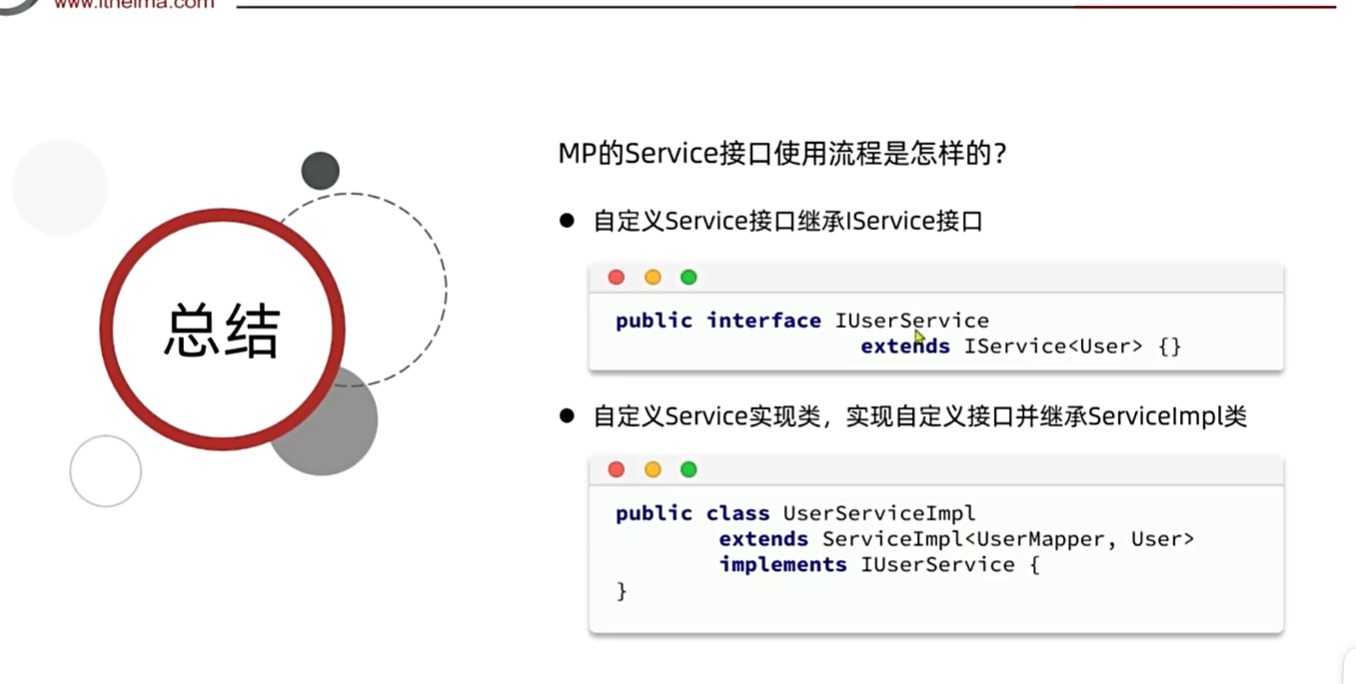 www.itheima.com
总结
MP的Service接口使用流程是怎样的？
● 自定义Service接口继承IService接口
public interface IUserService
extends IService<User> {}
● 自定义Service实现类，实现自定义接口并继承ServiceImpl类
public class UserServiceImpl
extends ServiceImpl<UserMapper, User>
implements IUserService {
}